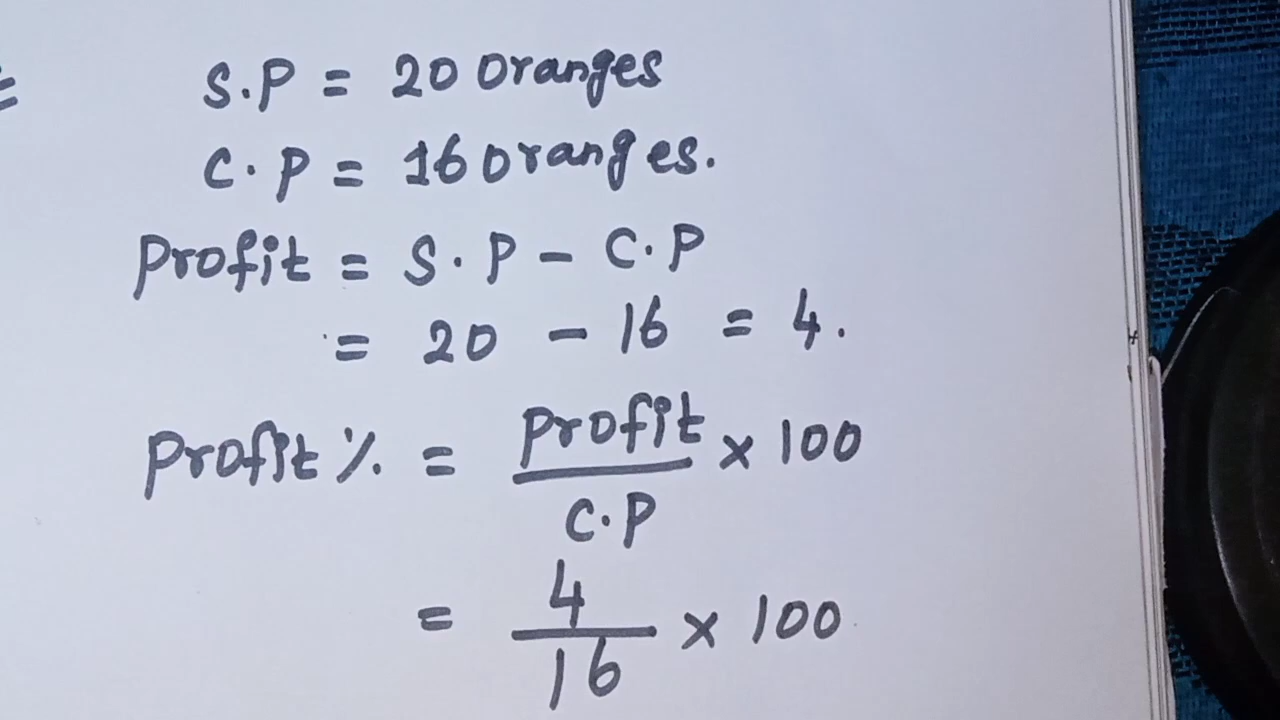 S.P = 20 oranges
C.P = 16 oranges.
Profit = S.P - C.P
= 20 - 16 = 4.
Profit % = Profit / C.P × 100
= 4 / 16 × 100